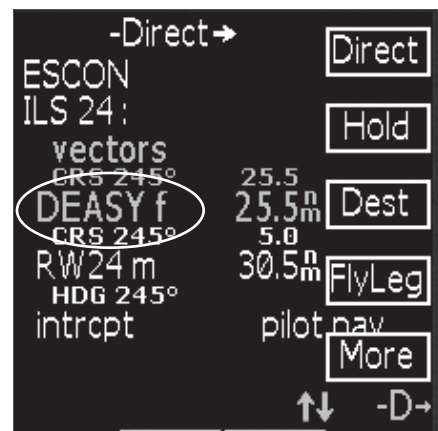 -Direct➔
Direct
ESCON
ILS 24 :
Hold
vectors
CRS 245° 25.5
DEASY f 25.5nm
Dest
CRS 245° 5.0
RW24 m 30.5nm
FlyLeg
HDG 245°
intrcpt pilot nav
More
↑↓ -D→